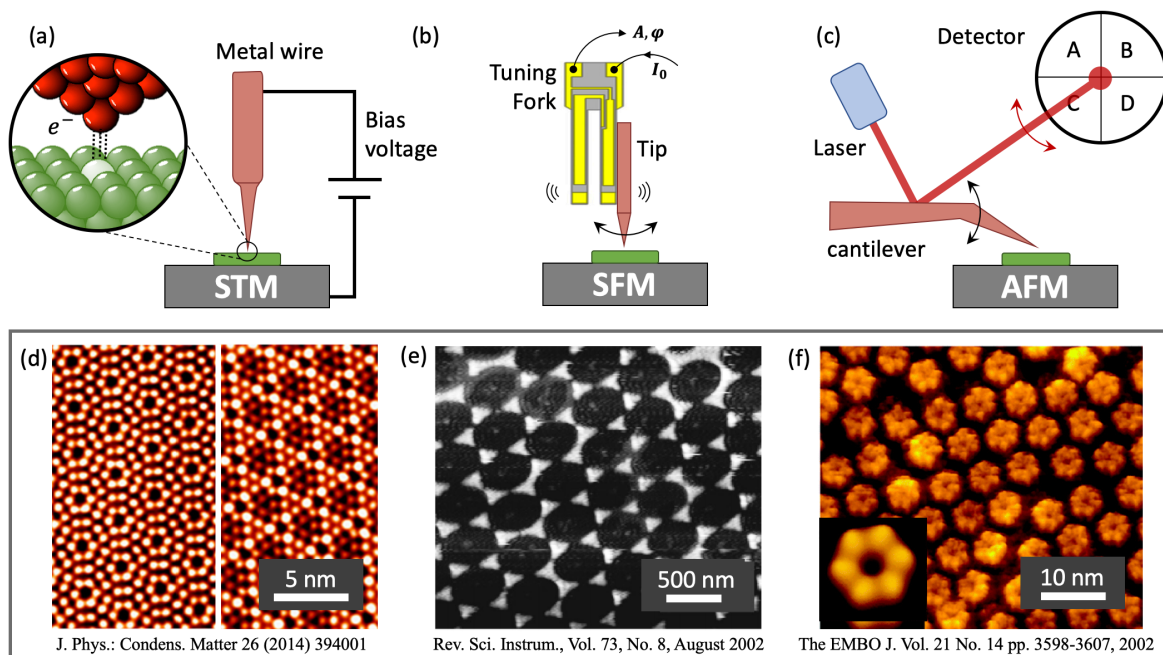 (a)
Metal wire
e⁻
Bias
voltage
STM
(b)
A, φ
I₀
Tuning
Fork
Tip
SFM
(c)
Detector
A
B
C
D
Laser
cantilever
AFM
(d)
5 nm
J. Phys.: Condens. Matter 26 (2014) 394001
(e)
500 nm
Rev. Sci. Instrum., Vol. 73, No. 8, August 2002
(f)
10 nm
The EMBO J. Vol. 21 No. 14 pp. 3598-3607, 2002